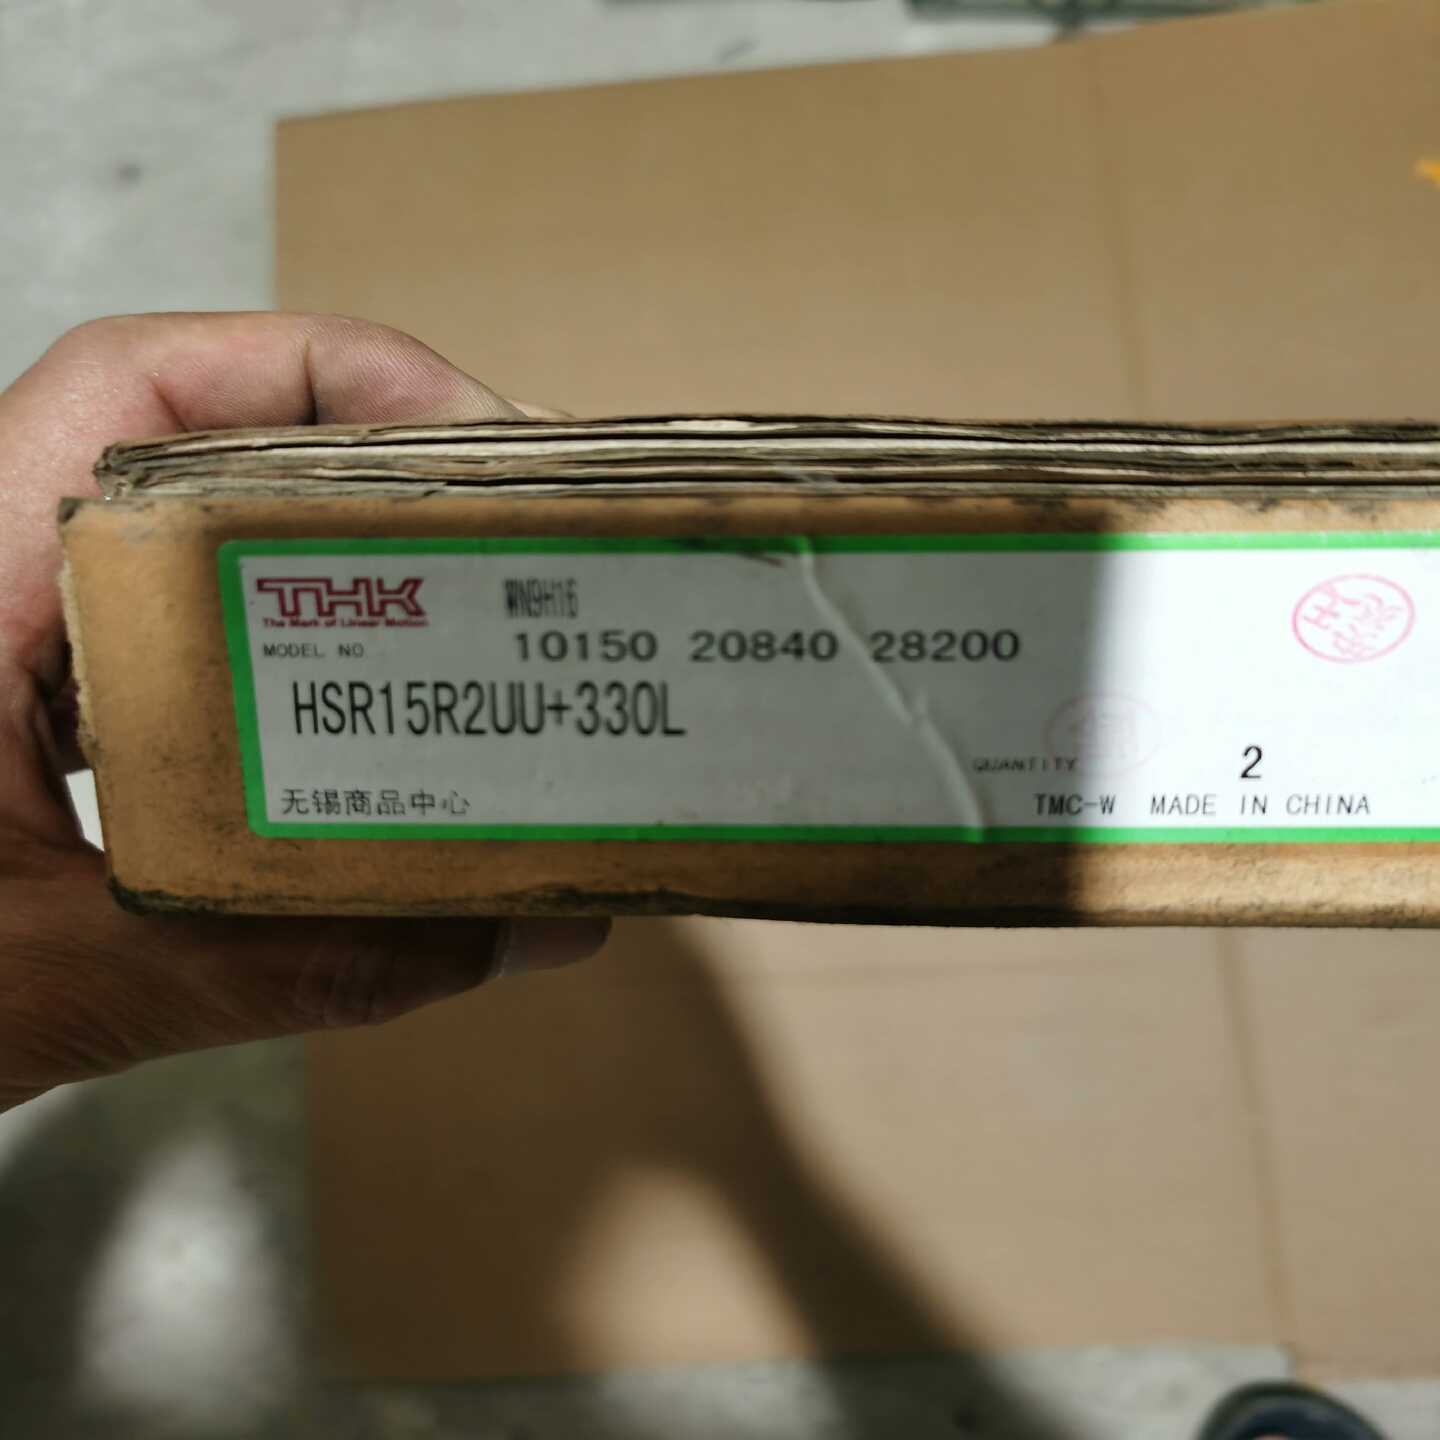 THK
The Mark of Linear Motion
WN9H16
MODEL NO
10150 20840 28200
HSR15R2UU+330L
QUANTITY 2
无锡商品中心
TMC-W MADE IN CHINA